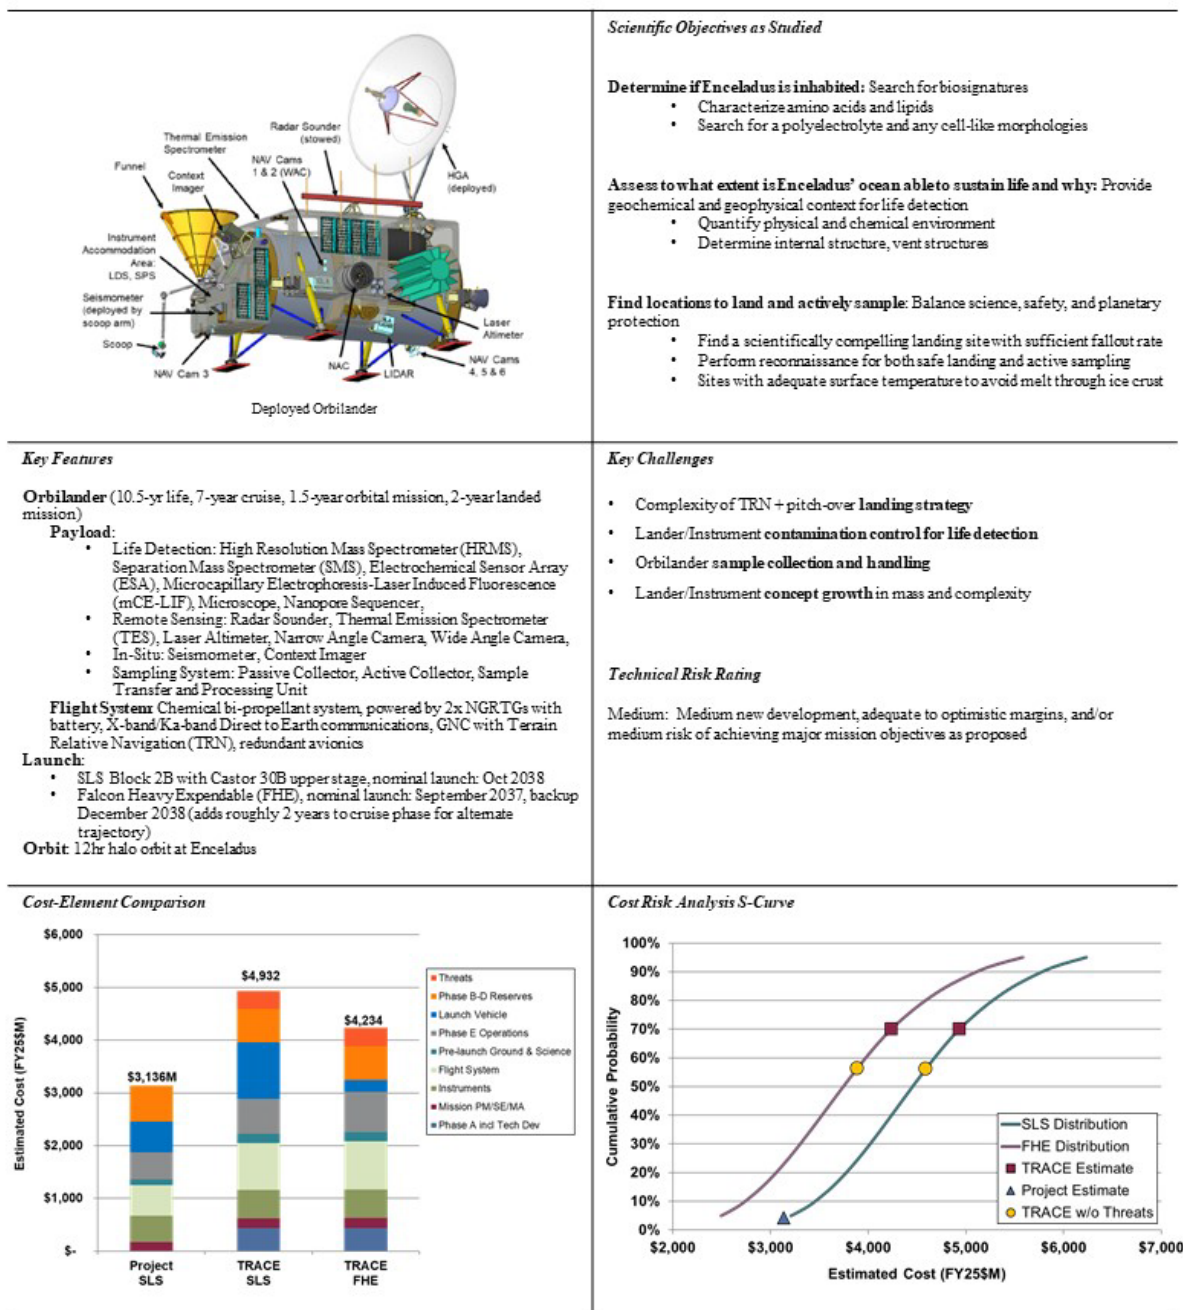 Scientific Objectives as Studied
Determine if Enceladus is inhabited: Search for biosignatures
• Characterize amino acids and lipids
• Search for a polyelectrolyte and any cell-like morphologies
Assess to what extent is Enceladus’ ocean able to sustain life and why: Provide
geochemical and geophysical context for life detection
• Quantify physical and chemical environment
• Determine internal structure, vent structures
Find locations to land and actively sample: Balance science, safety, and planetary
protection
• Find a scientifically compelling landing site with sufficient fallout rate
• Perform reconnaissance for both safe landing and active sampling
• Sites with adequate surface temperature to avoid melt through ice crust
Radar Sounder
(stowed)
Thermal Emission
Spectrometer
NAV Cams
1 & 2 (WAC)
Funnel
Context
Imager
HGA
(deployed)
Instrument
Accommodation
Area:
LDS, SPS
Seismometer
(deployed by
scoop arm)
Scoop
NAV Cam 3
NAC
LIDAR
Laser
Altimeter
NAV Cams
4, 5 & 6
Deployed Orbilander
Key Features
Orbilander (10.5-yr life, 7-year cruise, 1.5-year orbital mission, 2-year landed
mission)
Payload:
• Life Detection: High Resolution Mass Spectrometer (HRMS),
Separation Mass Spectrometer (SMS), Electrochemical Sensor Array
(ESA), Microcapillary Electrophoresis-Laser Induced Fluorescence
(mCE-LIF), Microscope, Nanopore Sequencer,
• Remote Sensing: Radar Sounder, Thermal Emission Spectrometer
(TES), Laser Altimeter, Narrow Angle Camera, Wide Angle Camera,
• In-Situ: Seismometer, Context Imager
• Sampling System: Passive Collector, Active Collector, Sample
Transfer and Processing Unit
Flight System: Chemical bi-propellant system, powered by 2x NGRTGs with
battery, X-band/Ka-band Direct to Earth communications, GNC with Terrain
Relative Navigation (TRN), redundant avionics
Launch:
• SLS Block 2B with Castor 30B upper stage, nominal launch: Oct 2038
• Falcon Heavy Expendable (FHE), nominal launch: September 2037, backup
December 2038 (adds roughly 2 years to cruise phase for alternate
trajectory)
Orbit: 12hr halo orbit at Enceladus
Key Challenges
• Complexity of TRN + pitch-over landing strategy
• Lander/Instrument contamination control for life detection
• Orbilander sample collection and handling
• Lander/Instrument concept growth in mass and complexity
Technical Risk Rating
Medium: Medium new development, adequate to optimistic margins, and/or
medium risk of achieving major mission objectives as proposed
Cost-Element Comparison
Estimated Cost (FY25$M)
$6,000
$5,000
$4,000
$3,000
$2,000
$1,000
$-
$3,136M
$4,932
$4,234
Project
SLS
TRACE
SLS
TRACE
FHE
Threats
Phase B-D Reserves
Launch Vehicle
Phase E Operations
Pre-launch Ground & Science
Flight System
Instruments
Mission PM/SE/MA
Phase A incl Tech Dev
Cost Risk Analysis S-Curve
Cumulative Probability
100%
90%
80%
70%
60%
50%
40%
30%
20%
10%
0%
SLS Distribution
FHE Distribution
TRACE Estimate
Project Estimate
TRACE w/o Threats
$2,000
$3,000
$4,000
$5,000
$6,000
$7,000
Estimated Cost (FY25$M)